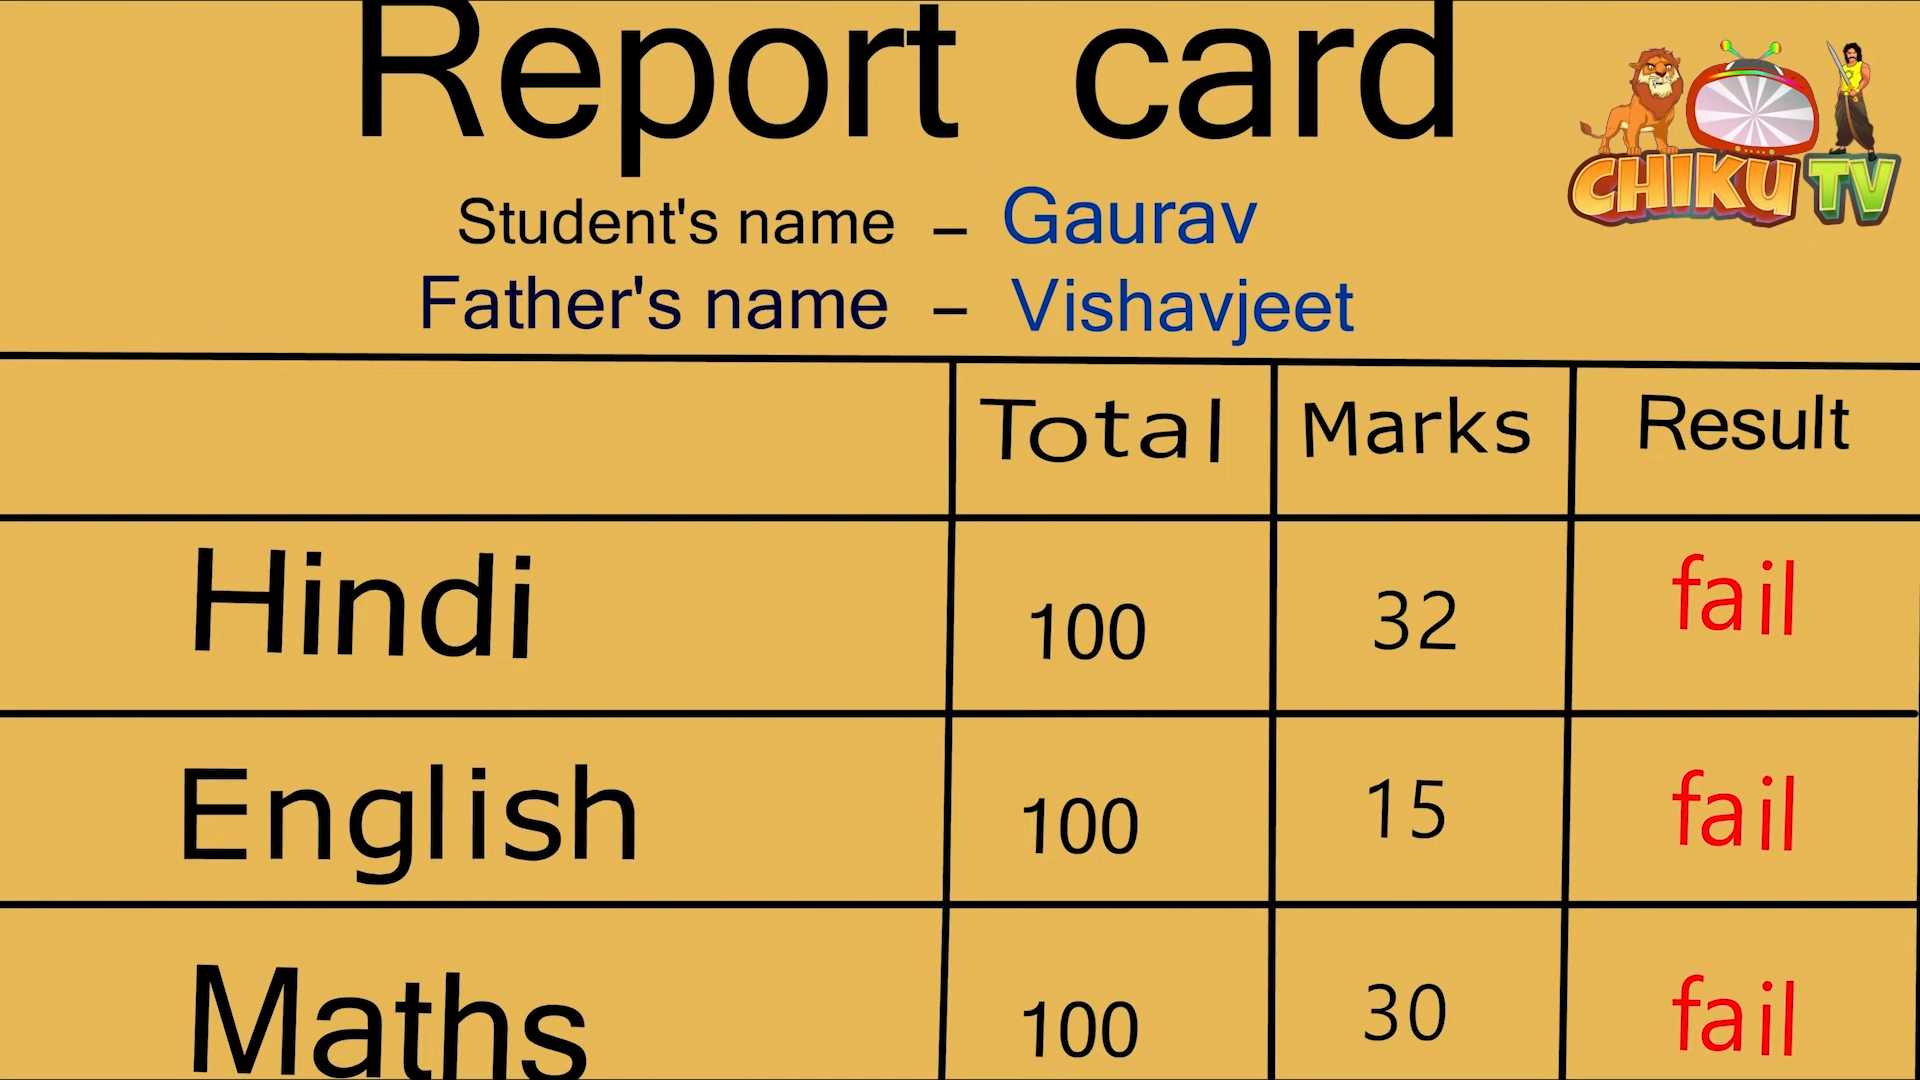 Report card
CHIKU TV
Student's name – Gaurav
Father's name – Vishavjeet
Total Marks Result
Hindi 100 32 fail
English 100 15 fail
Maths 100 30 fail